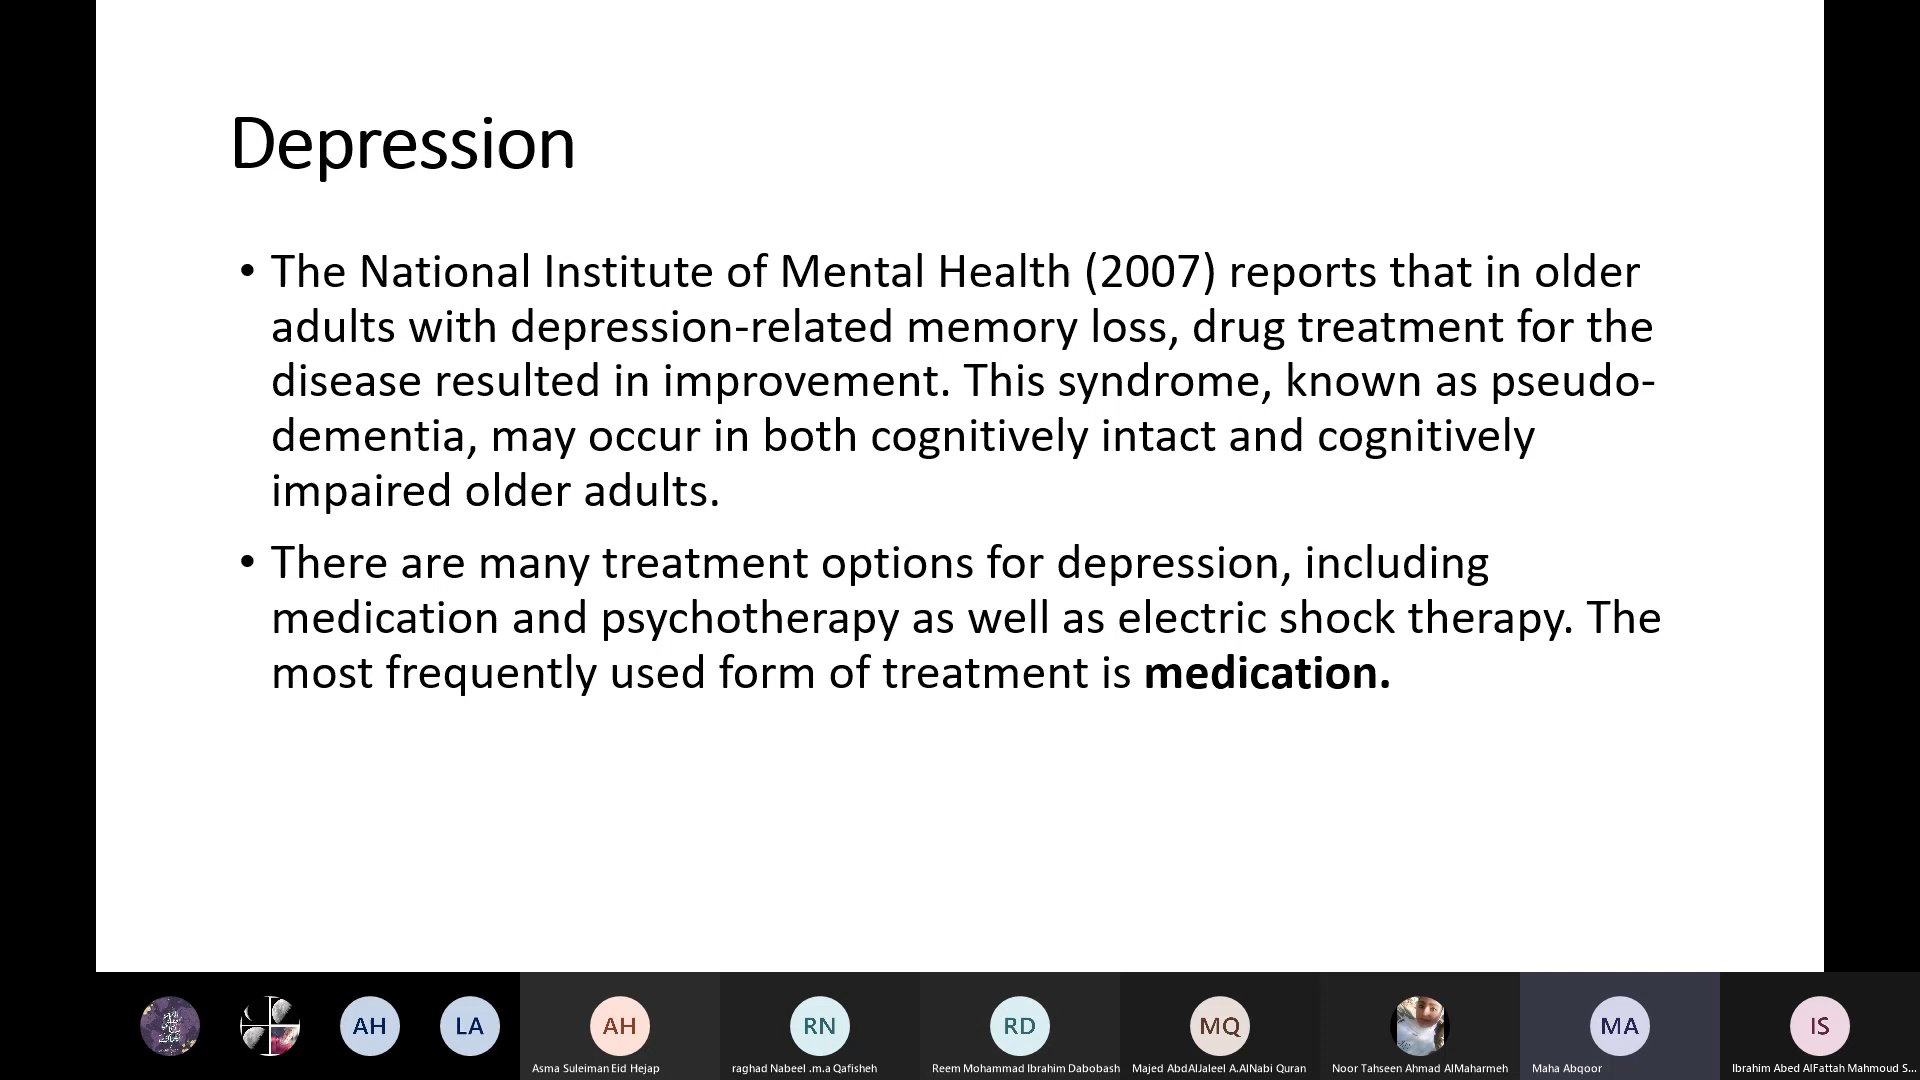 Depression
• The National Institute of Mental Health (2007) reports that in older
adults with depression-related memory loss, drug treatment for the
disease resulted in improvement. This syndrome, known as pseudo-
dementia, may occur in both cognitively intact and cognitively
impaired older adults.
• There are many treatment options for depression, including
medication and psychotherapy as well as electric shock therapy. The
most frequently used form of treatment is medication.
AH
LA
AH
RN
RD
MQ
MA
IS
Asma Suleiman Eid Hejap
raghad Nabeel .m.a Qafisheh
Reem Mohammad Ibrahim Dabobash
Majed AbdAlJaleel A.AlNabi Quran
Noor Tahseen Ahmad AlMaharmeh
Maha Abqoor
Ibrahim Abed AlFattah Mahmoud S...